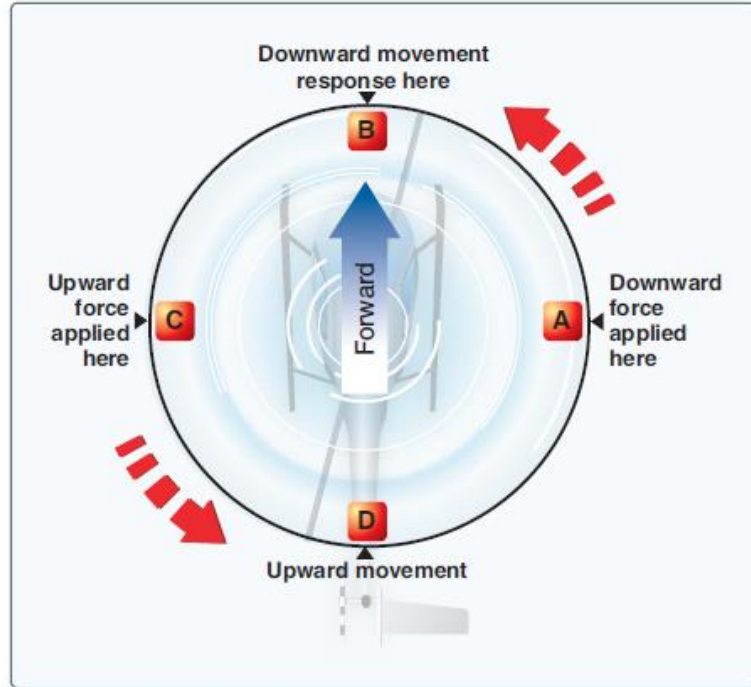 Downward movement
response here
B
Forward
Upward
force
applied
here
C
A
Downward
force
applied
here
D
Upward movement